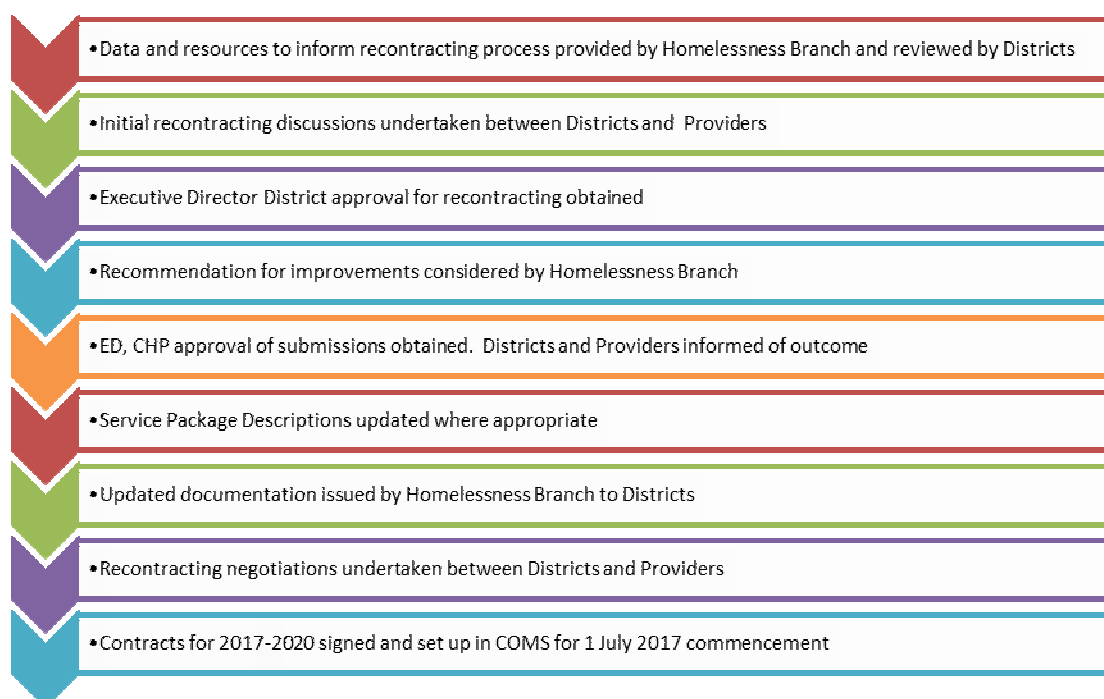 •Data and resources to inform recontracting process provided by Homelessness Branch and reviewed by Districts
•Initial recontracting discussions undertaken between Districts and Providers
•Executive Director District approval for recontracting obtained
•Recommendation for improvements considered by Homelessness Branch
•ED, CHP approval of submissions obtained. Districts and Providers informed of outcome
•Service Package Descriptions updated where appropriate
•Updated documentation issued by Homelessness Branch to Districts
•Recontracting negotiations undertaken between Districts and Providers
•Contracts for 2017-2020 signed and set up in COMS for 1 July 2017 commencement